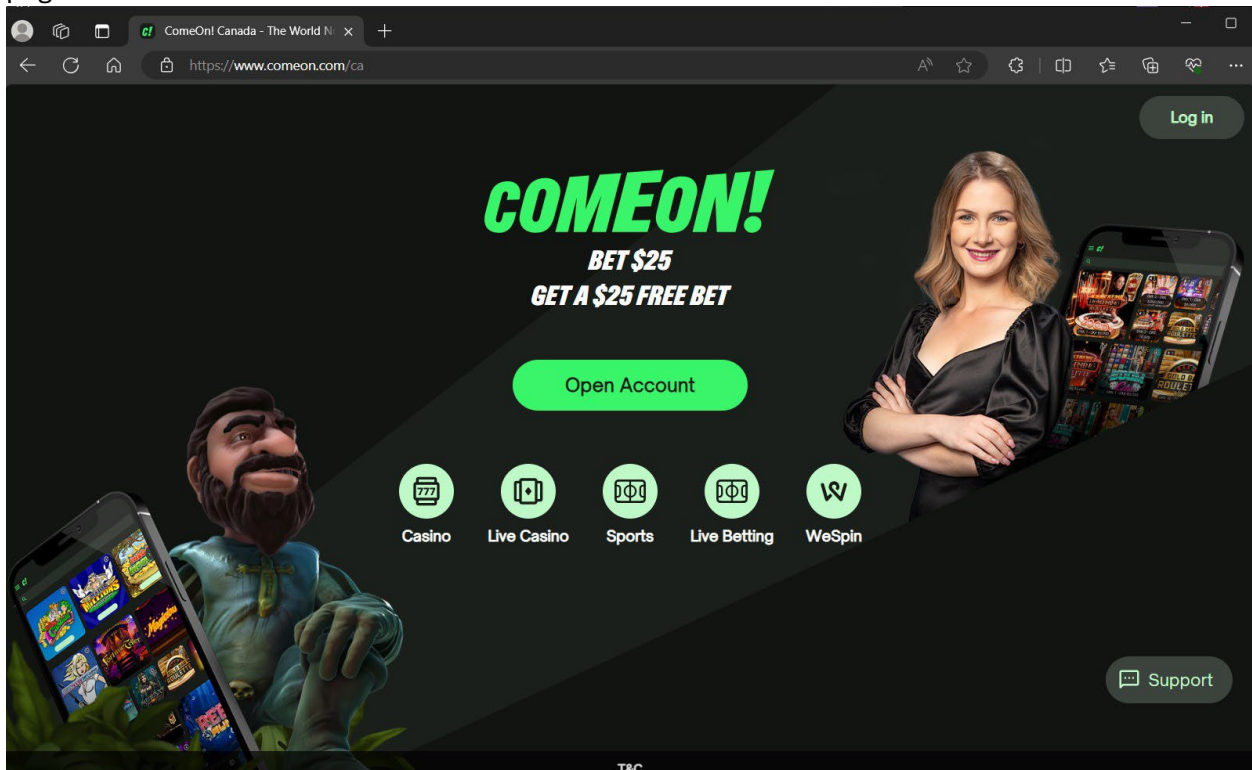 ComeOn! Canada - The World N
https://www.comeon.com/ca
Log in
COMEON!
BET $25
GET A $25 FREE BET
Open Account
Casino
Live Casino
Sports
Live Betting
WeSpin
Support
T&C